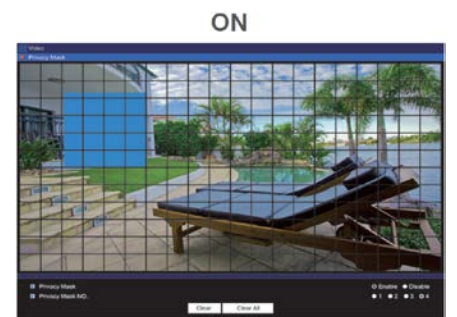 ON
Video
Privacy Mask
Privacy Mask
Enable Disable
Privacy Mask NO.
1 2 3 4
Clear Clear All